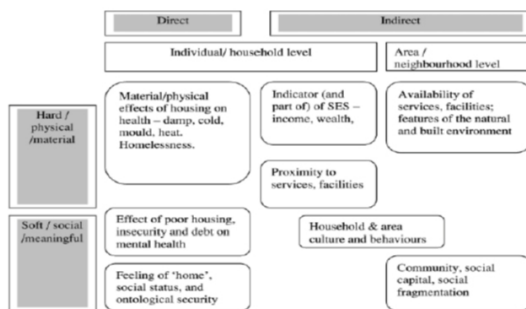 Direct
Indirect
Individual/ household level
Area /
neighbourhood level
Hard /
physical
/material
Material/physical
effects of housing on
health – damp, cold,
mould, heat.
Homelessness.
Indicator (and
part of) of SES –
income, wealth,
Availability of
services, facilities;
features of the natural
and built environment
Proximity to
services, facilities
Soft / social
/meaningful
Effect of poor housing,
insecurity and debt on
mental health
Household & area
culture and behaviours
Feeling of 'home',
social status, and
ontological security
Community, social
capital, social
fragmentation